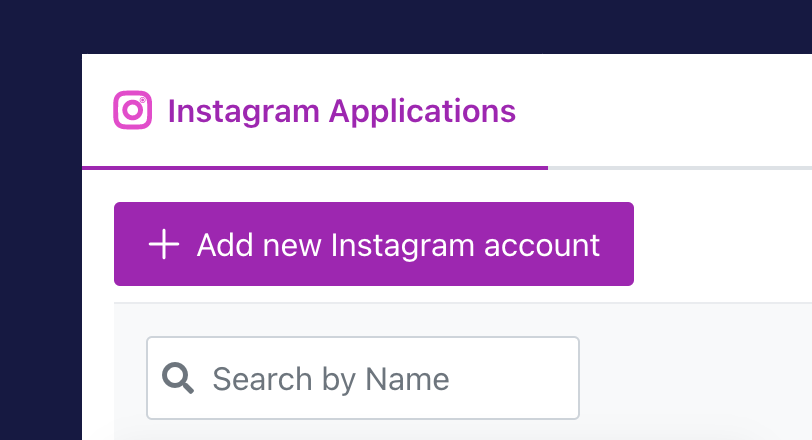 Instagram Applications
+ Add new Instagram account
Search by Name